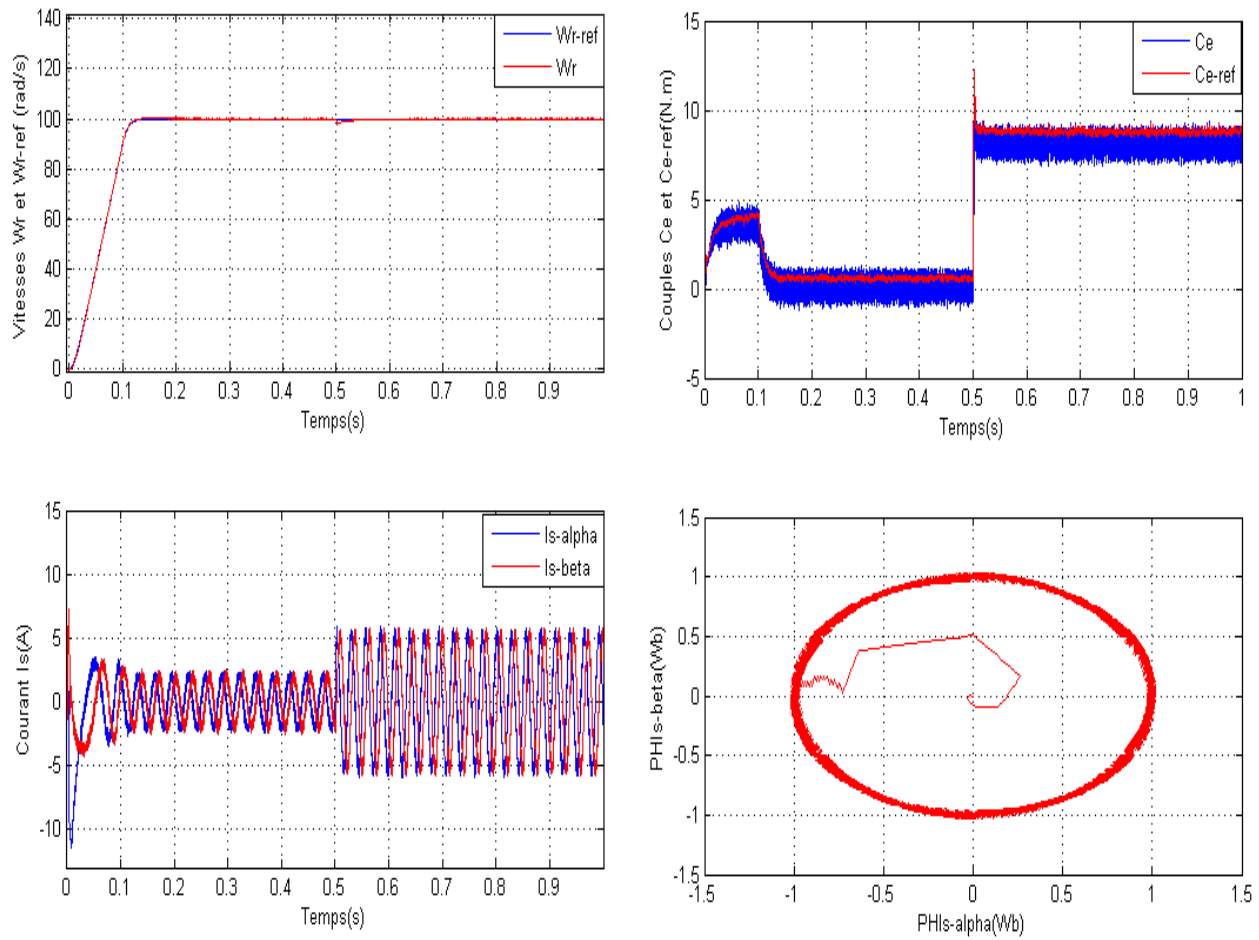 Vitesses Wr et Wr-ref (rad/s)
140
120
100
80
60
40
20
0
Wr-ref
Wr
0 0.1 0.2 0.3 0.4 0.5 0.6 0.7 0.8 0.9
Temps(s)
Couples Ce et Ce-ref(N.m)
15
10
5
0
-5
Ce
Ce-ref
0 0.1 0.2 0.3 0.4 0.5 0.6 0.7 0.8 0.9 1
Temps(s)
Courant Is(A)
15
10
5
0
-5
-10
Is-alpha
Is-beta
0 0.1 0.2 0.3 0.4 0.5 0.6 0.7 0.8 0.9
Temps(s)
PHIs-beta(Wb)
1.5
1
0.5
0
-0.5
-1
-1.5
-1.5 -1 -0.5 0 0.5 1 1.5
PHIs-alpha(Wb)